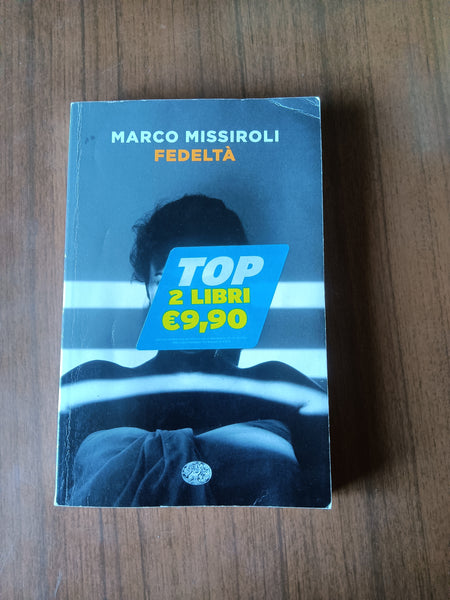 MARCO MISSIROLI
FEDELTÀ
TOP
2 LIBRI
€9,90